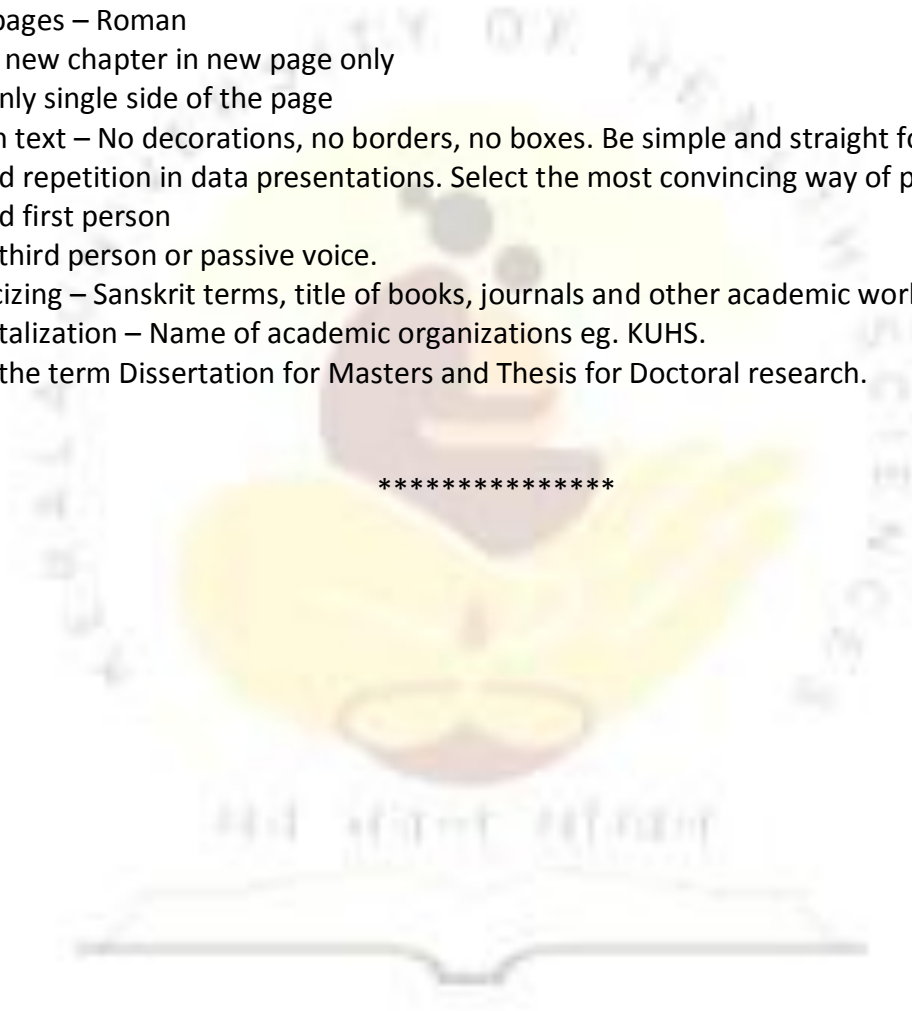 pages – Roman
new chapter in new page only
nly single side of the page
n text – No decorations, no borders, no boxes. Be simple and straight fo
d repetition in data presentations. Select the most convincing way of p
d first person
third person or passive voice.
cizing – Sanskrit terms, title of books, journals and other academic worl
talization – Name of academic organizations eg. KUHS.
the term Dissertation for Masters and Thesis for Doctoral research.
***************